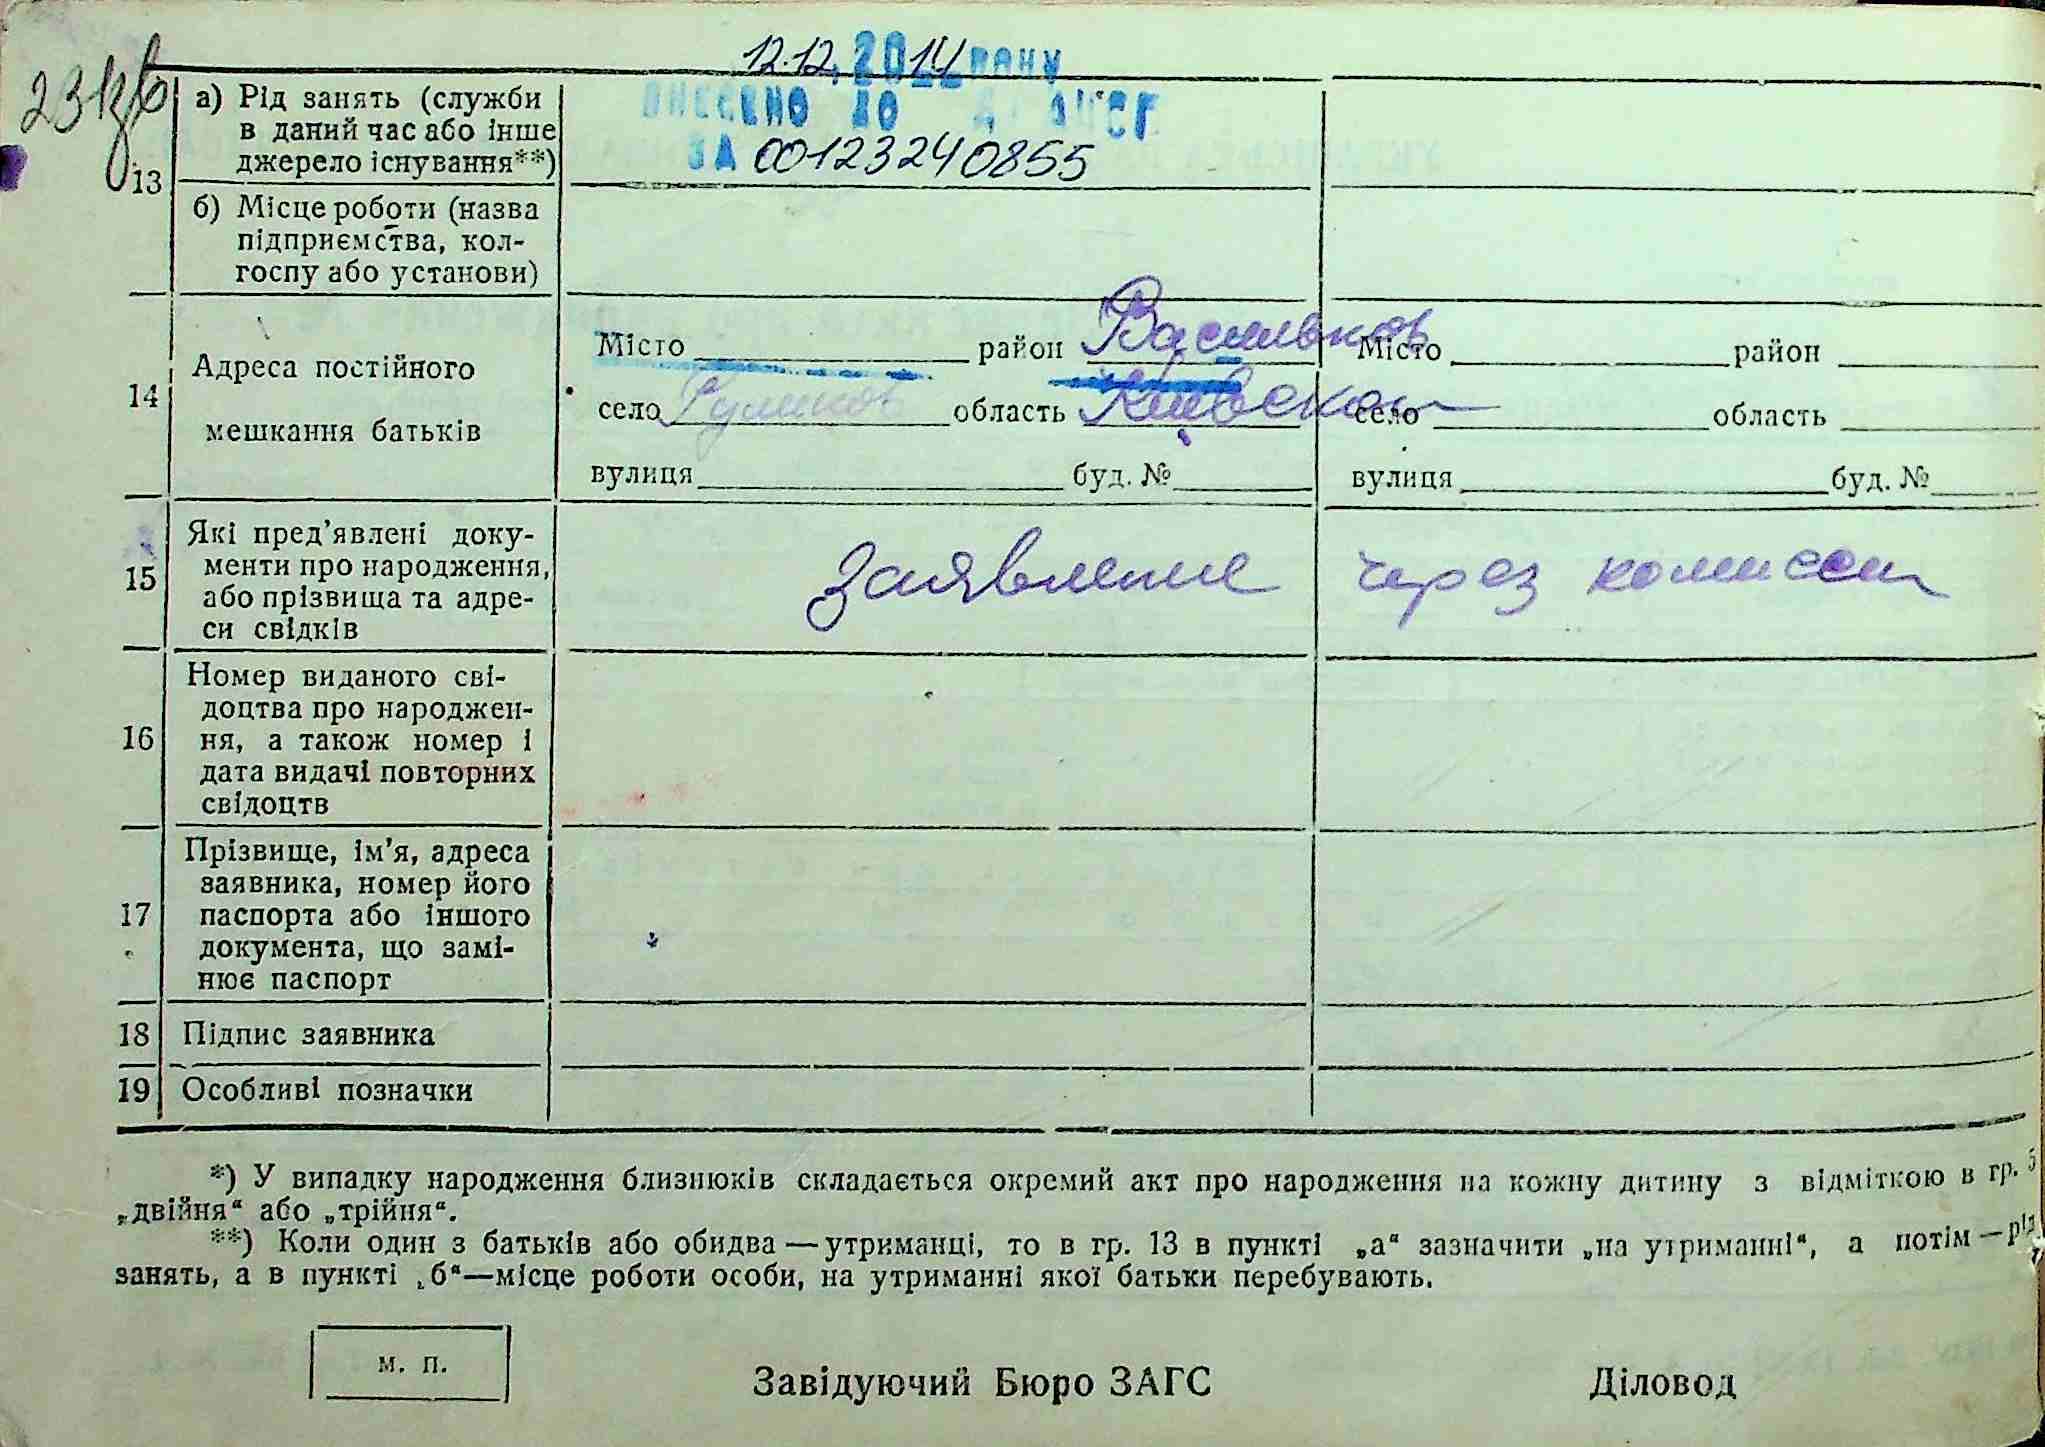 12.12.2014 року
внесено до ДРАЦСГ
за 00123240855
13
а) Рід занять (служби
в даний час або інше
джерело існування**)
б) Місце роботи (назва
підприємства, кол-
госпу або установи)
14
Адреса постійного
мешкання батьків
Місто район Васильков
село область Киевская
вулиця буд. №
Місто район
село область
вулиця буд. №
15
Які пред’явлені доку-
менти про народження,
або прізвища та адре-
си свідків
заявление через комисси
16
Номер виданого сві-
доцтва про народжен-
ня, а також номер і
дата видачі повторних
свідоцтв
17
Прізвище, ім’я, адреса
заявника, номер його
паспорта або іншого
документа, що замі-
нює паспорт
18 Підпис заявника
19 Особливі позначки
*) У випадку народження близнюків складається окремий акт про народження на кожну дитину з відміткою в гр. 5
„двійня“ або „трійня“.
**) Коли один з батьків або обидва — утриманці, то в гр. 13 в пункті „а“ зазначити „на утриманні“, а потім — рід
занять, а в пункті „б“—місце роботи особи, на утриманні якої батьки перебувають.
м. п.
Завідуючий Бюро ЗАГС Діловод